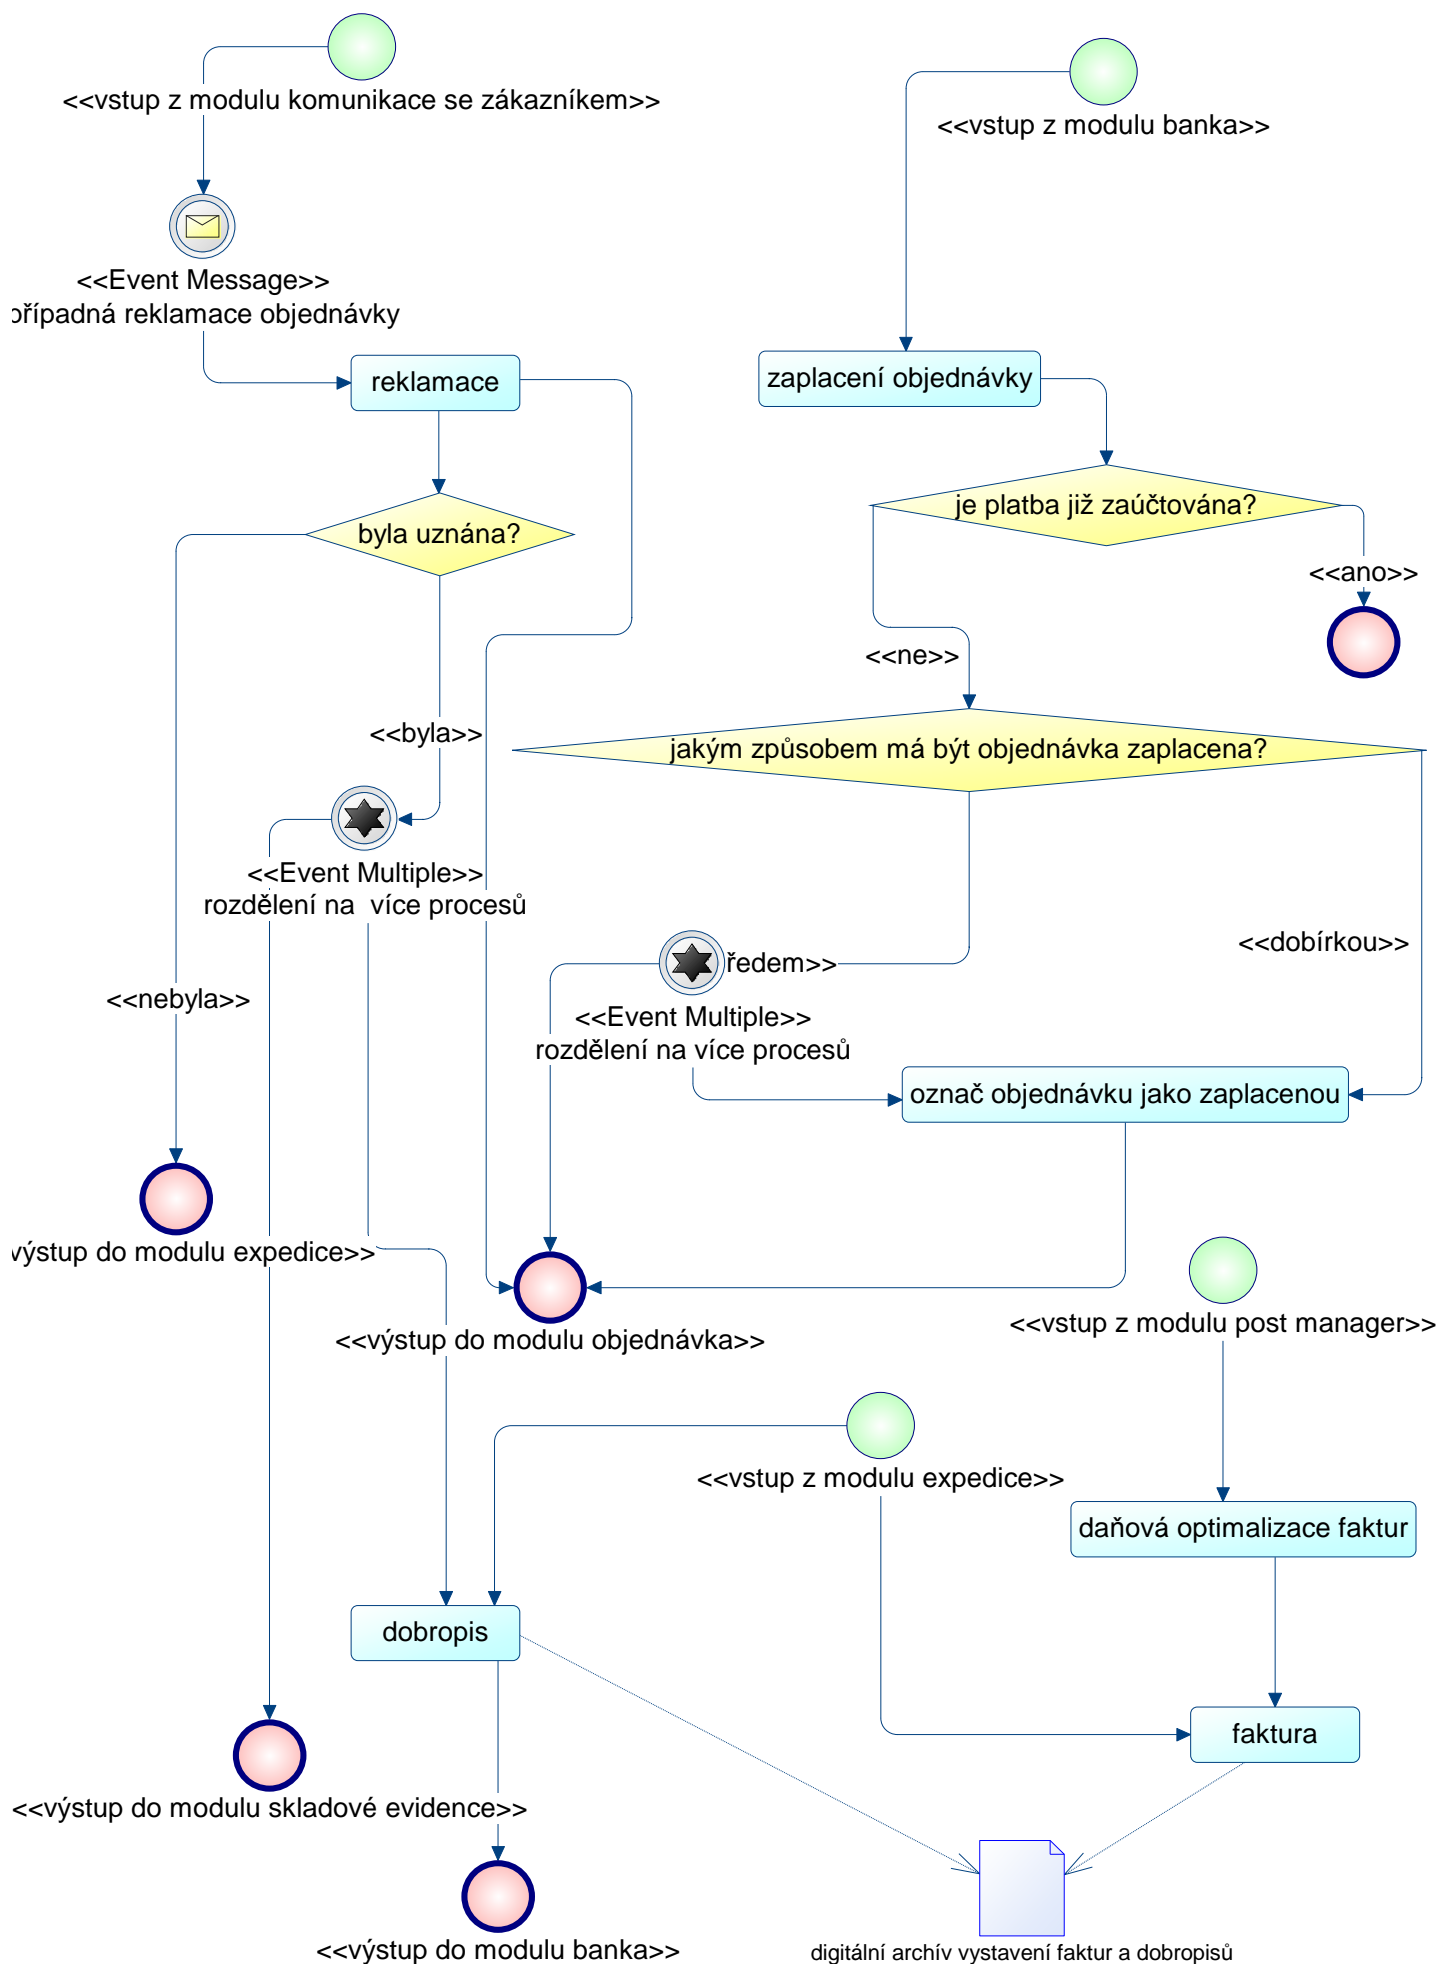 <<vstup z modulu komunikace se zákazníkem>>
<<vstup z modulu banka>>
<<Event Message>>
reklamace objednávky
reklamace
zaplacení objednávky
je platba již zaúčtována?
byla uznána?
<<ano>>
<<ne>>
<<byla>>
jakým způsobem má být objednávka zaplacena?
<<Event Multiple>>
rozdělení na více procesů
<<dobírkou>>
ředem>>
<<nebyla>>
<<Event Multiple>>
rozdělení na více procesů
označ objednávku jako zaplacenou
výstup do modulu expedice>>
<<vstup z modulu post manager>>
<<výstup do modulu objednávka>>
<<vstup z modulu expedice>>
daňová optimalizace faktur
dobropis
faktura
<<výstup do modulu skladové evidence>>
<<výstup do modulu banka>>
digitální archív vystavení faktur a dobropisů